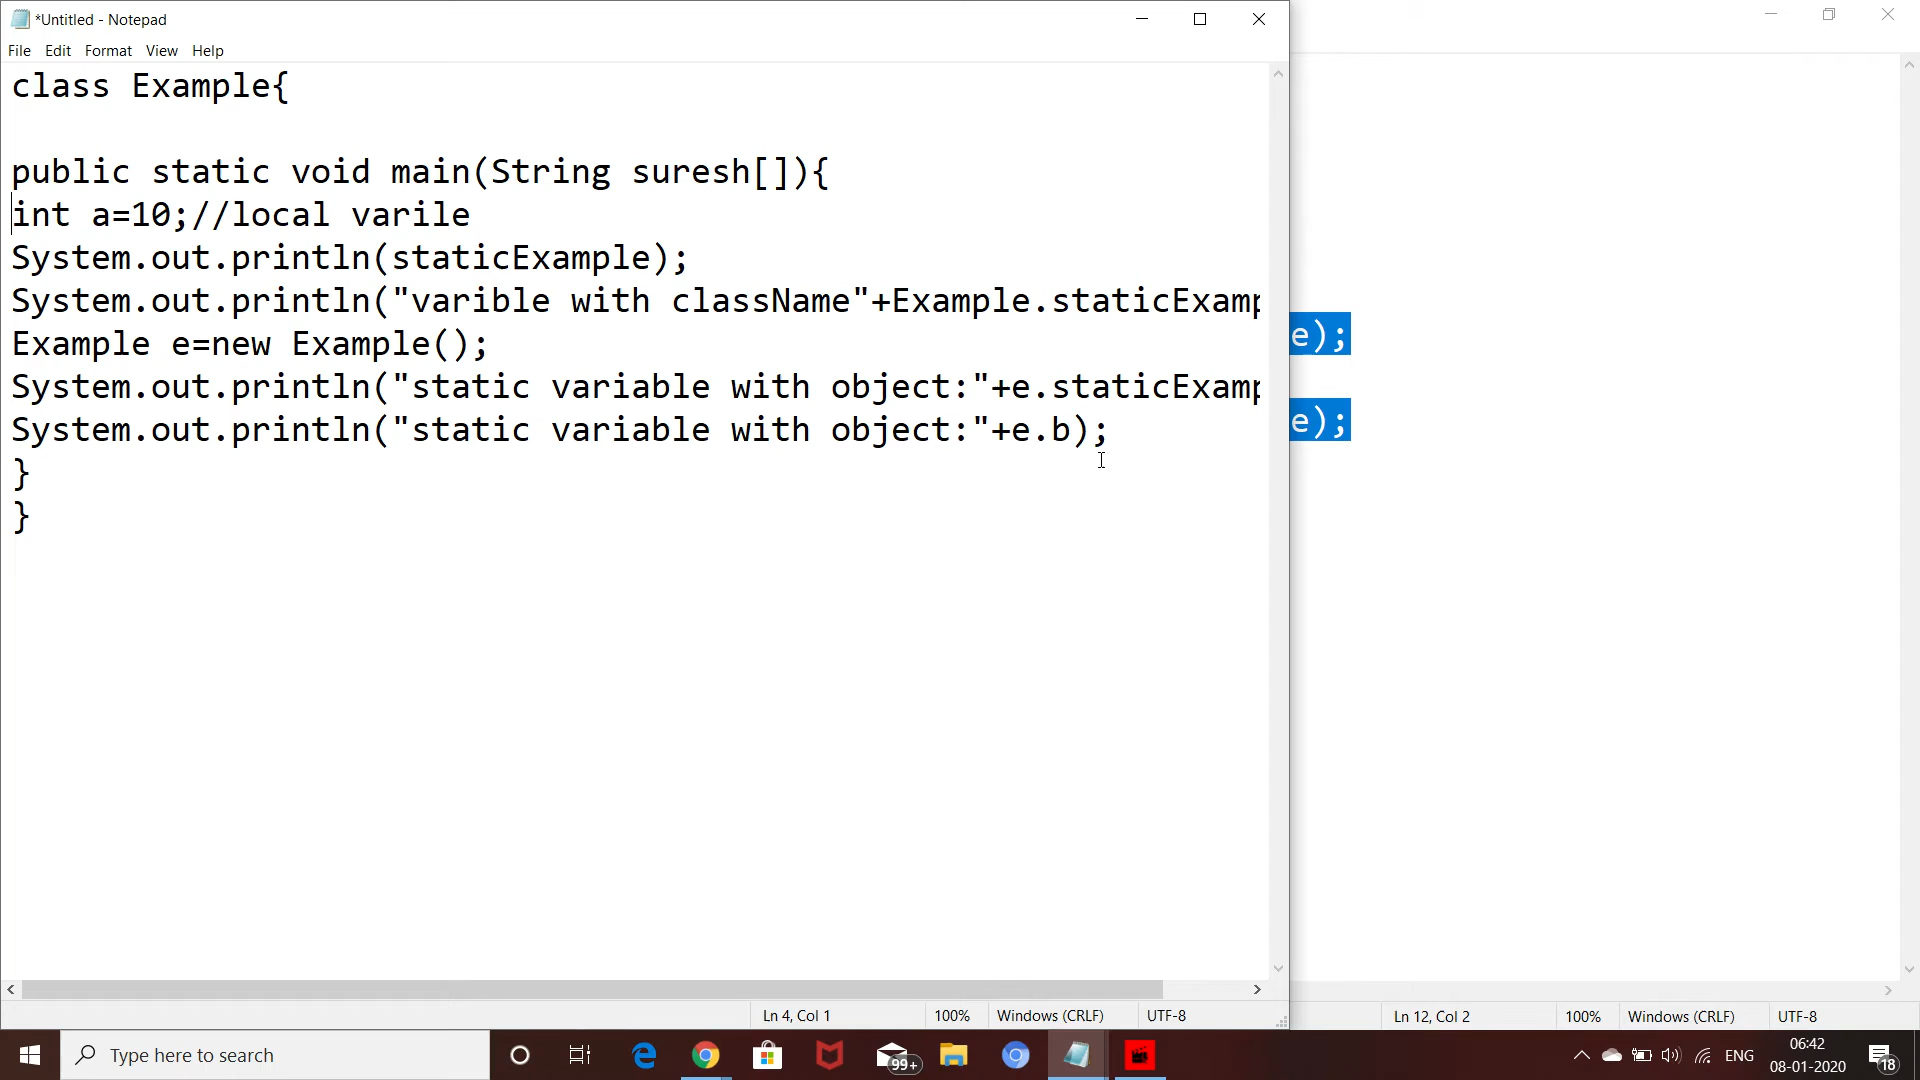 *Untitled - Notepad
File Edit Format View Help
class Example{
public static void main(String suresh[]){
int a=10;//local varile
System.out.println(staticExample);
System.out.println("varible with className"+Example.staticExamp
Example e=new Example();
System.out.println("static variable with object:"+e.staticExamp
System.out.println("static variable with object:"+e.b);
}
}
e);
e);
Ln 4, Col 1 100% Windows (CRLF) UTF-8
Ln 12, Col 2 100% Windows (CRLF) UTF-8
Type here to search
99+
ENG
06:42
08-01-2020
18